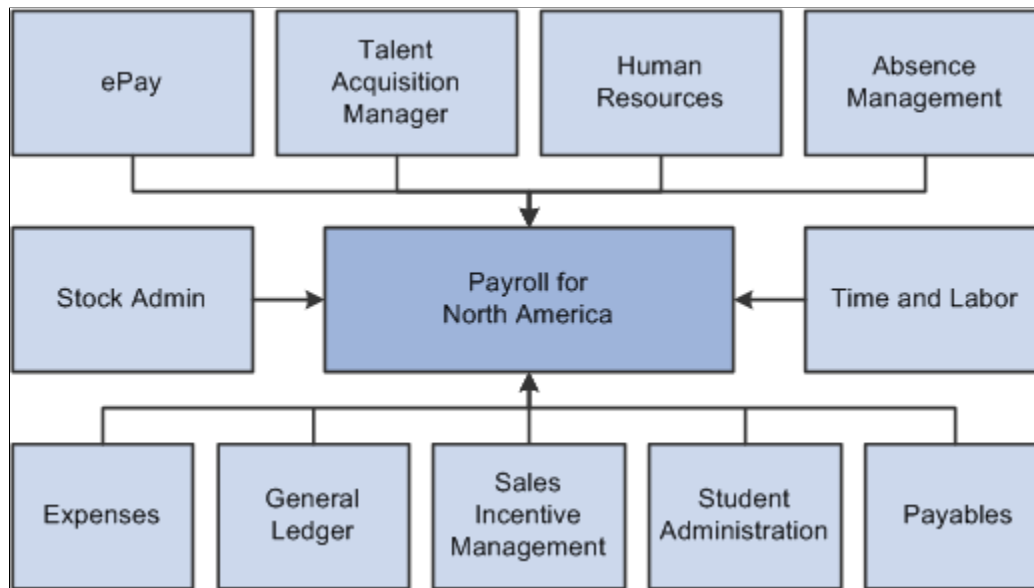 ePay
Talent
Acquisition
Manager
Human
Resources
Absence
Management
Stock Admin
Payroll for
North America
Time and Labor
Expenses
General
Ledger
Sales
Incentive
Management
Student
Administration
Payables